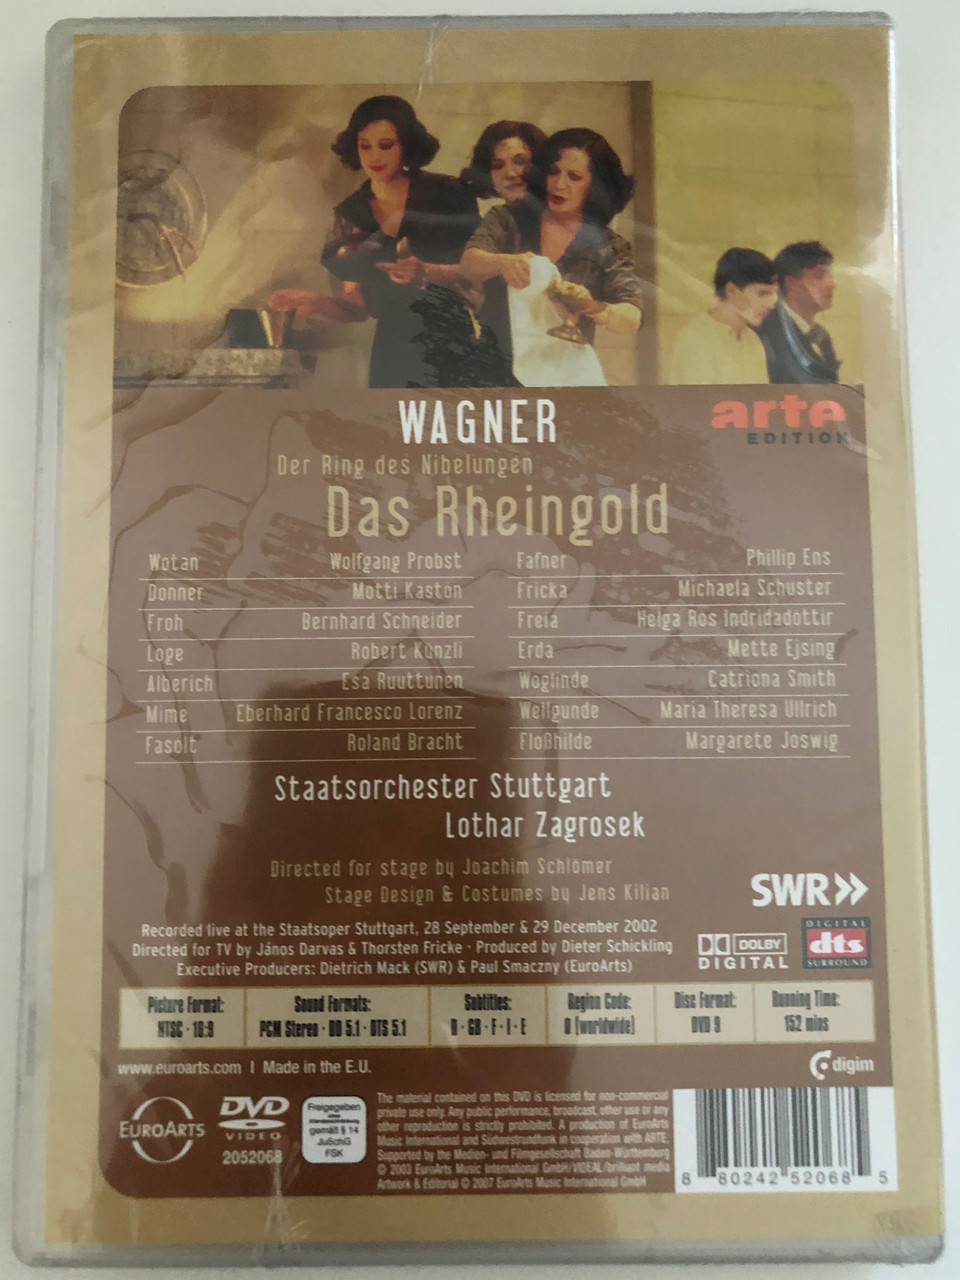 WAGNER
arte
EDITION
Der Ring des Nibelungen
Das Rheingold
Wotan Wolfgang Probst
Donner Motti Kaston
Froh Bernhard Schneider
Loge Robert Künzli
Alberich Esa Ruuttunen
Mime Eberhard Francesco Lorenz
Fasolt Roland Bracht
Fafner Phillip Ens
Fricka Michaela Schuster
Freia Helga Rós Indridadóttir
Erda Mette Ejsing
Woglinde Catriona Smith
Wellgunde Maria Theresa Ullrich
Floßhilde Margarete Joswig
Staatsorchester Stuttgart
Lothar Zagrosek
Directed for stage by Joachim Schlömer
Stage Design & Costumes by Jens Kilian
SWR
Recorded live at the Staatsoper Stuttgart, 28 September & 29 December 2002
Directed for TV by János Darvas & Thorsten Fricke · Produced by Dieter Schickling
Executive Producers: Dietrich Mack (SWR) & Paul Smaczny (EuroArts)
DOLBY
DIGITAL
DIGITAL
dts
SURROUND
Picture Format:
NTSC · 16:9
Sound Formats:
PCM Stereo · DD 5.1 · DTS 5.1
Subtitles:
D · GB · F · I · E
Region Code:
0 (worldwide)
Disc Format:
DVD 9
Running Time:
152 mins
www.euroarts.com I Made in the E.U.
digim
EUROARTS
DVD
VIDEO
2052068
Freigegeben
ohne
Altersbeschränkung
gemäß § 14
JuSchG
FSK
The material contained on this DVD is licensed for non-commercial
private use only. Any public performance, broadcast, other use or any
other reproduction is strictly prohibited. A production of EuroArts
Music International and Südwestrundfunk in cooperation with ARTE.
Supported by the Medien- und Filmgesellschaft Baden-Württemberg
© 2003 EuroArts Music International GmbH/VIDEAL/brilliant media
Artwork & Editorial © 2007 EuroArts Music International GmbH
8 80242 52068 5